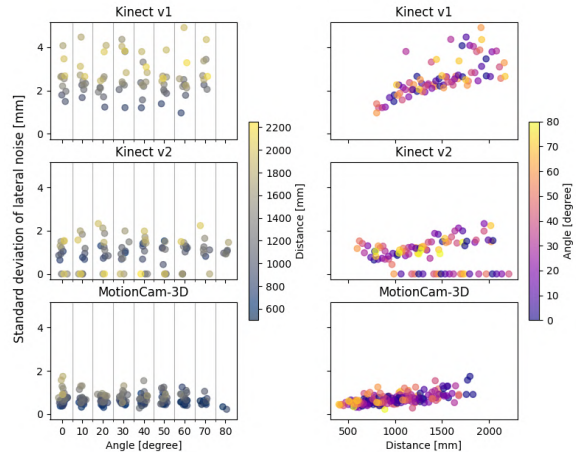 Kinect v1
Kinect v1
4
2
0
Kinect v2
Kinect v2
4
2
0
MotionCam-3D
MotionCam-3D
4
2
0
0 10 20 30 40 50 60 70 80
Angle [degree]
500 1000 1500 2000
Distance [mm]
Standard deviation of lateral noise [mm]
2200
2000
1800
1600
1400
1200
1000
800
600
Distance [mm]
80
70
60
50
40
30
20
10
0
Angle [degree]